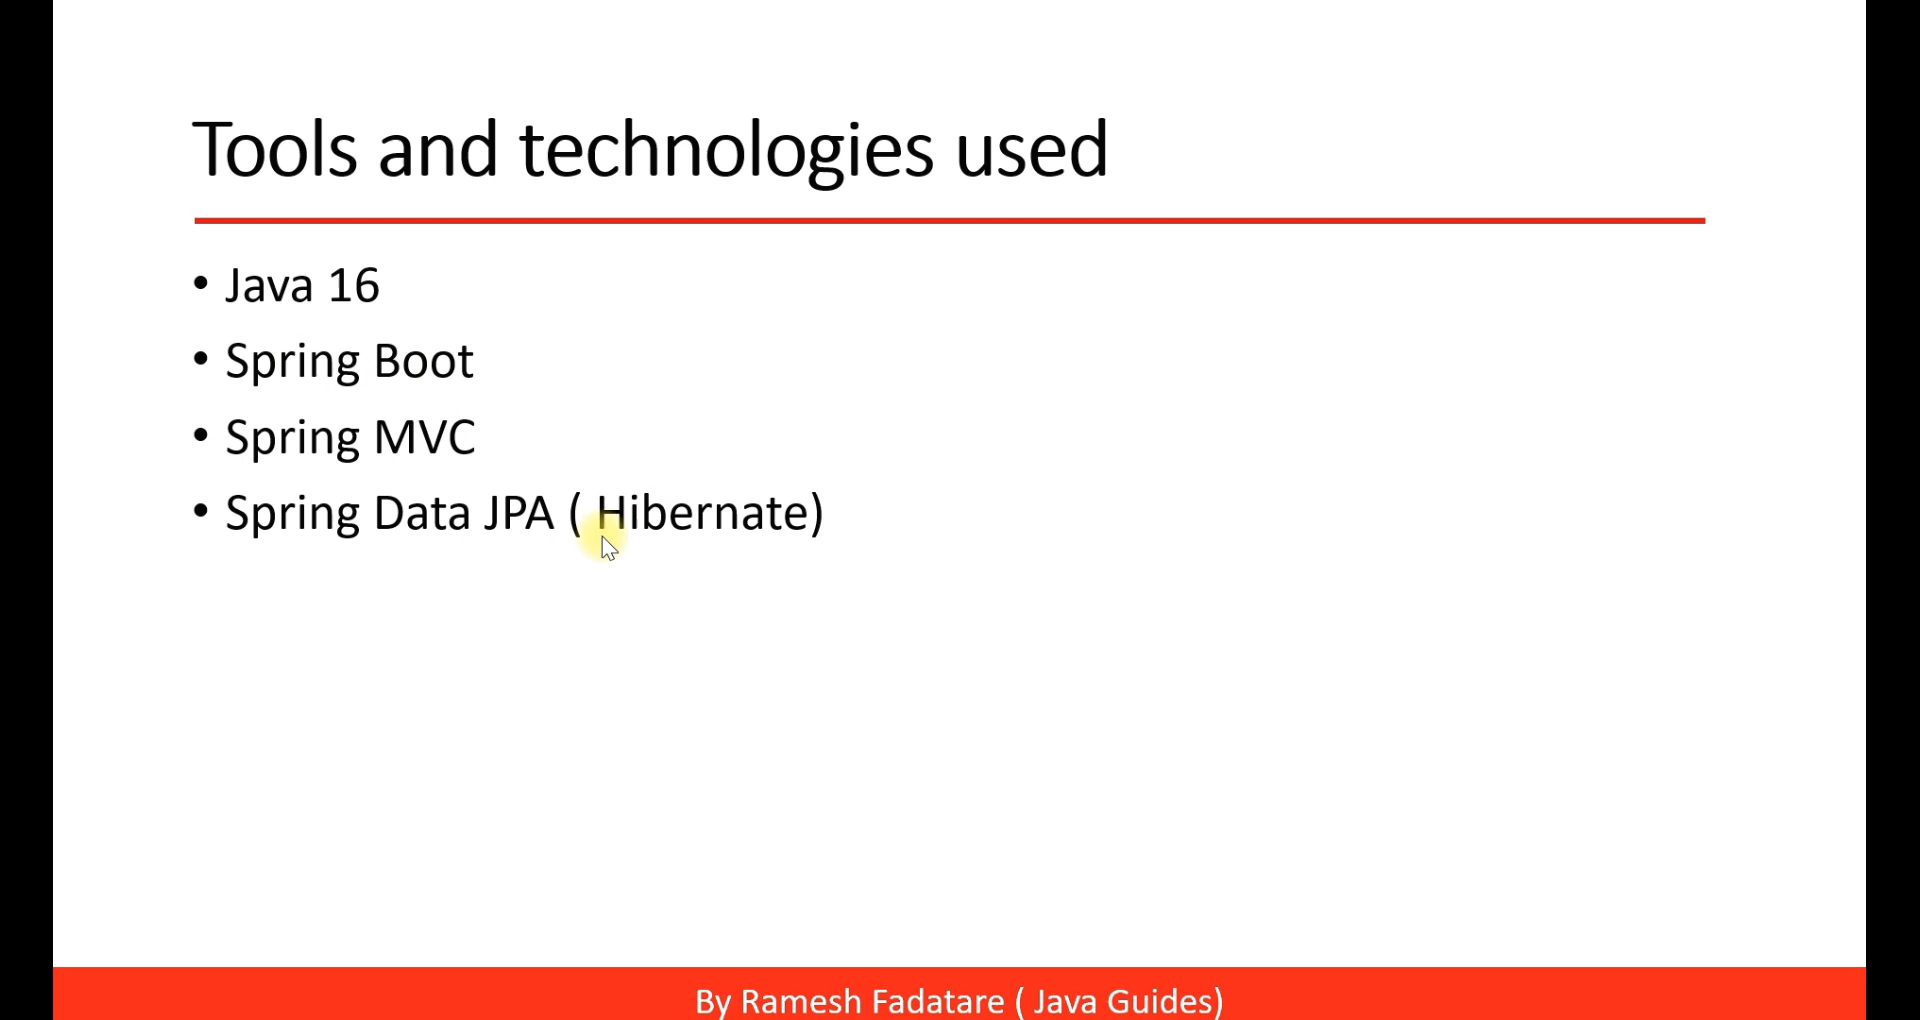 Tools and technologies used
• Java 16
• Spring Boot
• Spring MVC
• Spring Data JPA ( Hibernate)
By Ramesh Fadatare ( Java Guides)